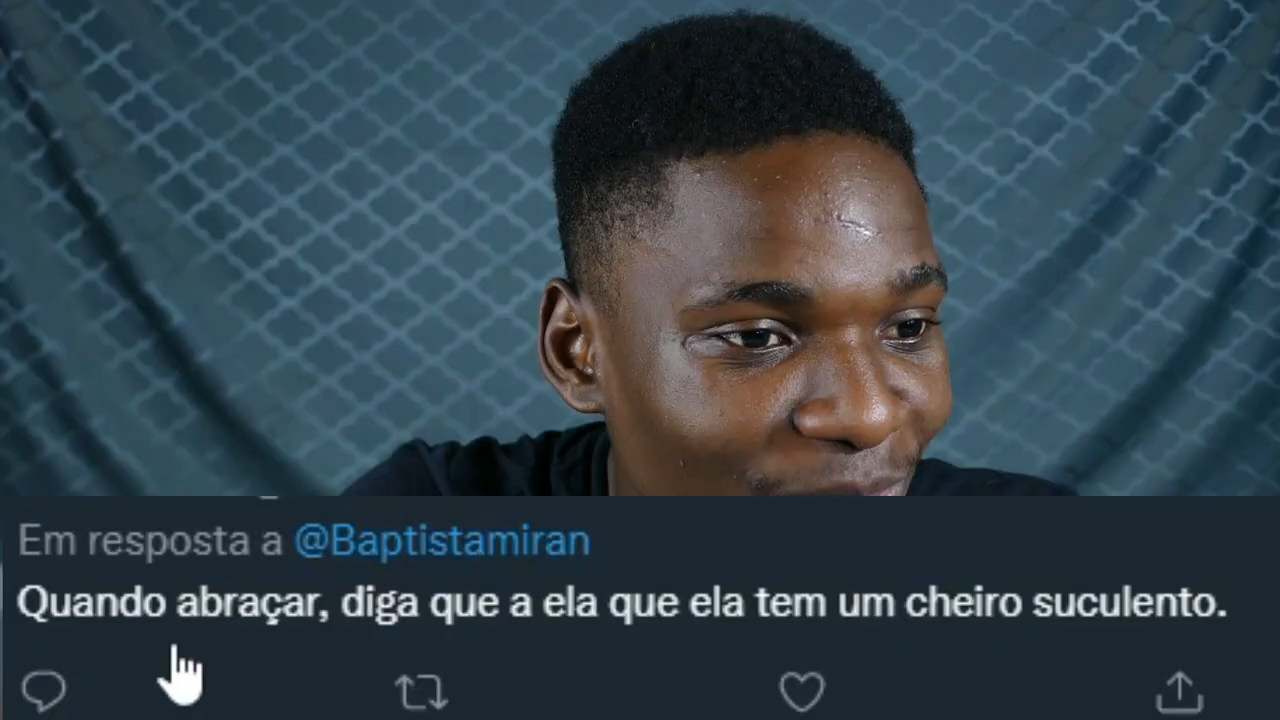 Em resposta a @Baptistamiran
Quando abraçar, diga que a ela que ela tem um cheiro suculento.